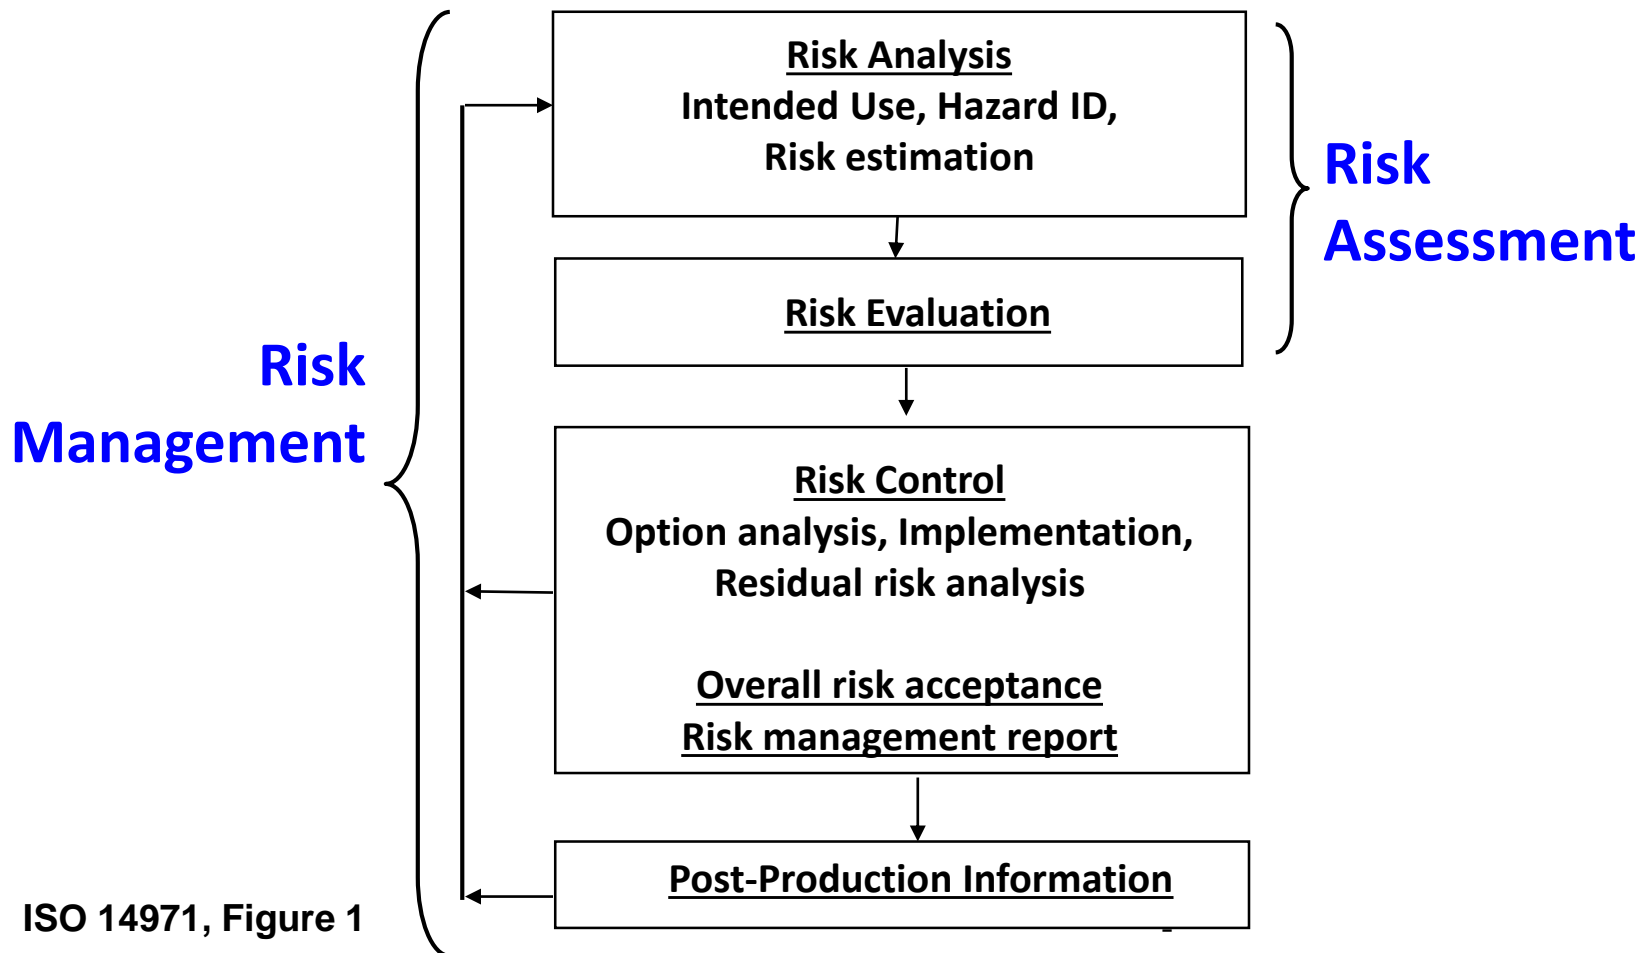 Risk Analysis
Intended Use, Hazard ID,
Risk estimation
Risk
Assessment
Risk Evaluation
Risk
Management
Risk Control
Option analysis, Implementation,
Residual risk analysis
Overall risk acceptance
Risk management report
Post-Production Information
ISO 14971, Figure 1